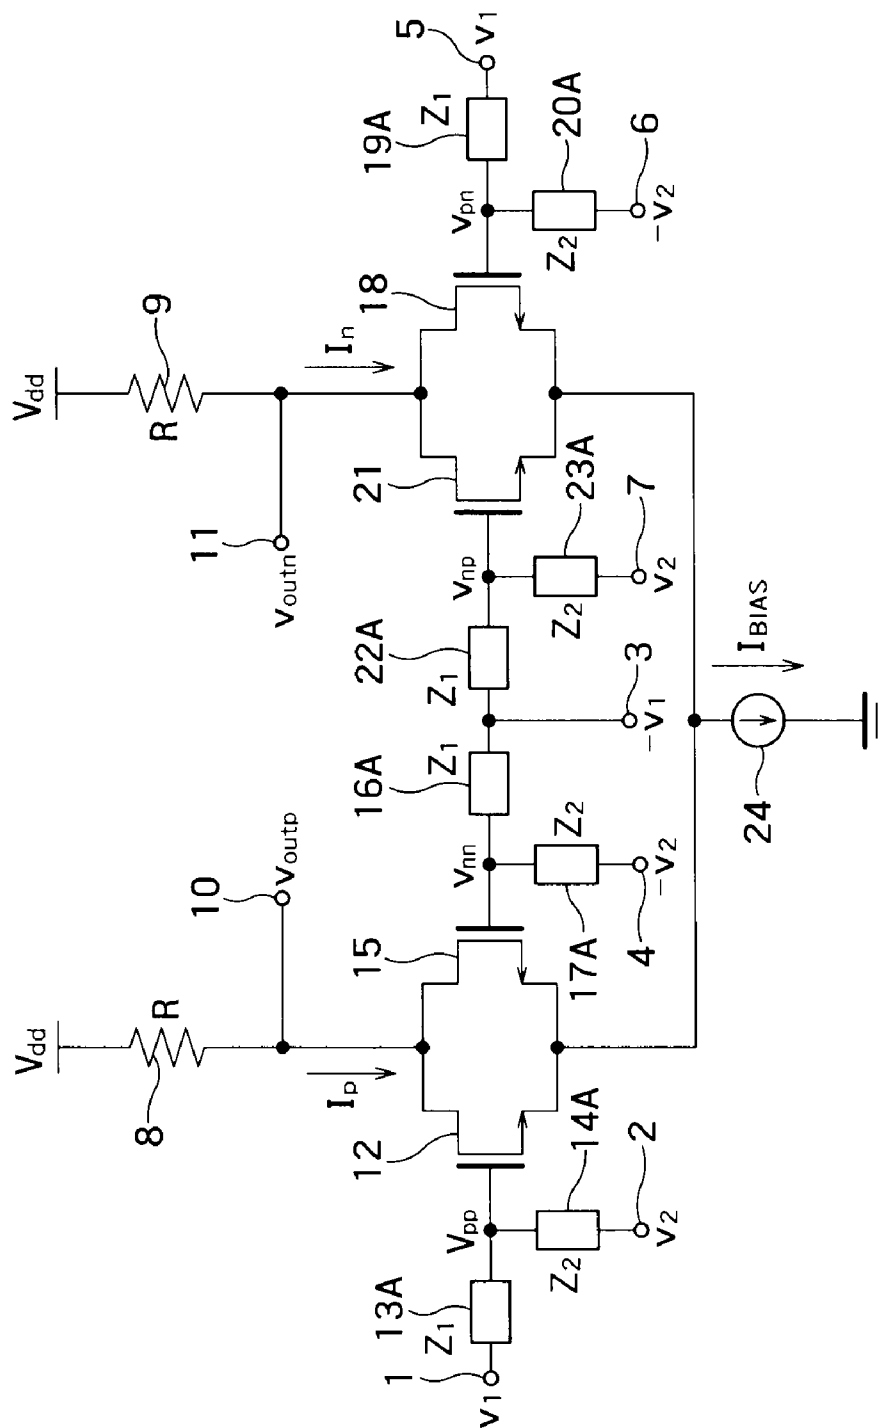 Vdd
Vdd
8
R
9
R
10
voutp
11
voutn
Ip
In
12
15
21
18
13A
Z1
Vpp
vnn
16A
Z1
22A
Z1
vnp
vpn
19A
Z1
1
v1
5
v1
14A
Z2
17A
Z2
23A
Z2
20A
Z2
2
v2
4
-v2
3
-v1
7
v2
6
-v2
24
IBIAS